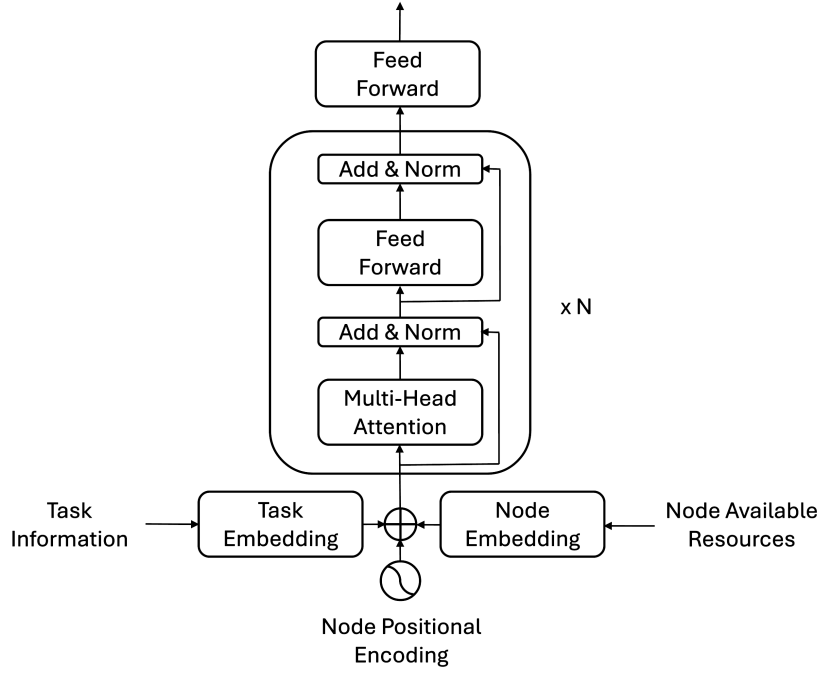 Feed
Forward
Add & Norm
Feed
Forward
x N
Add & Norm
Multi-Head
Attention
Task
Information
Task
Embedding
Node
Embedding
Node Available
Resources
Node Positional
Encoding